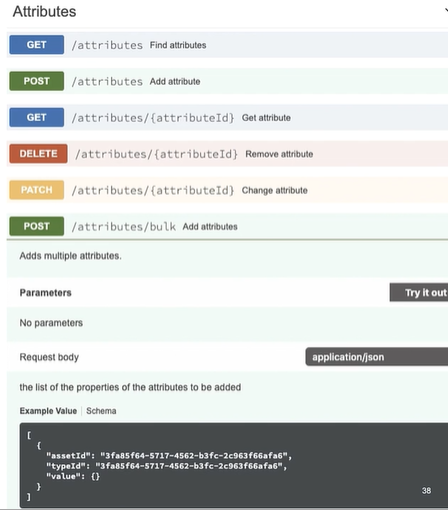 Attributes
GET /attributes Find attributes
POST /attributes Add attribute
GET /attributes/{attributeId} Get attribute
DELETE /attributes/{attributeId} Remove attribute
PATCH /attributes/{attributeId} Change attribute
POST /attributes/bulk Add attributes
Adds multiple attributes.
Parameters
Try it out
No parameters
Request body
application/json
the list of the properties of the attributes to be added
Example Value Schema
[
{
"assetId": "3fa85f64-5717-4562-b3fc-2c963f66afa6",
"typeId": "3fa85f64-5717-4562-b3fc-2c963f66afa6",
"value": {}
}
]
38